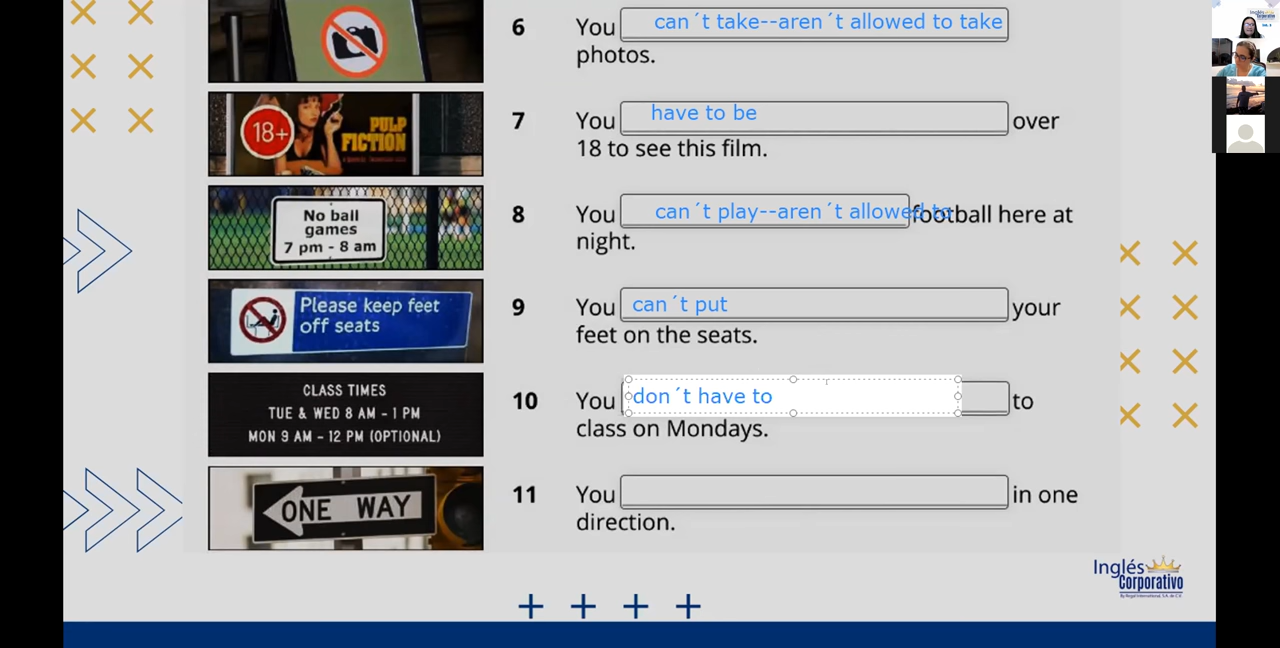 6 You can´t take--aren´t allowed to take
photos.
18+
PULP
FICTION
7 You have to be over
18 to see this film.
No ball
games
7 pm - 8 am
8 You can´t play--aren´t allowed to football here at
night.
Please keep feet
off seats
9 You can´t put your
feet on the seats.
CLASS TIMES
TUE & WED 8 AM - 1 PM
MON 9 AM - 12 PM (OPTIONAL)
10 You don´t have to to
class on Mondays.
ONE WAY
11 You in one
direction.
Inglés
Corporativo